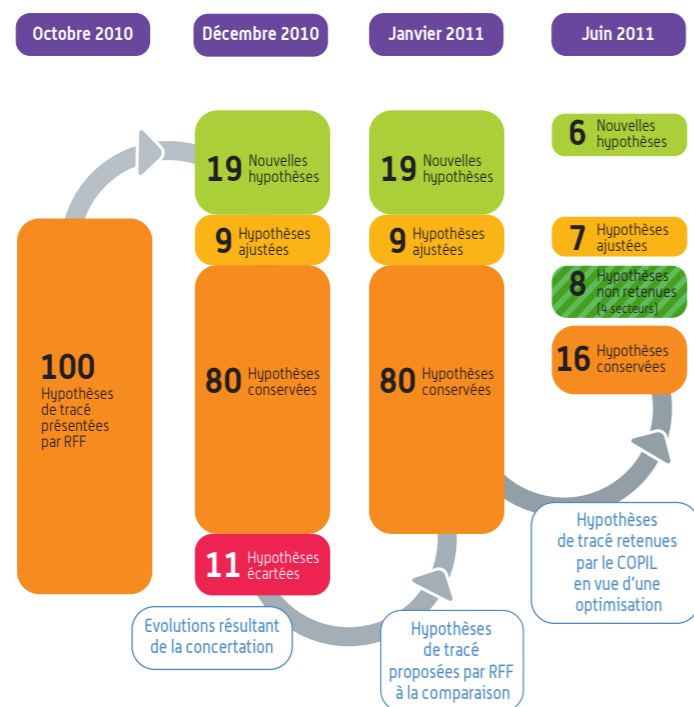 Octobre 2010
Décembre 2010
Janvier 2011
Juin 2011
100
Hypothèses
de tracé
présentées
par RFF
19 Nouvelles
hypothèses
9 Hypothèses
ajustées
80 Hypothèses
conservées
11 Hypothèses
écartées
19 Nouvelles
hypothèses
9 Hypothèses
ajustées
80 Hypothèses
conservées
6 Nouvelles
hypothèses
7 Hypothèses
ajustées
8 Hypothèses
non retenues
(4 secteurs)
16 Hypothèses
conservées
Evolutions résultant
de la concertation
Hypothèses
de tracé
proposées par RFF
à la comparaison
Hypothèses
de tracé retenues
par le COPIL
en vue d'une
optimisation